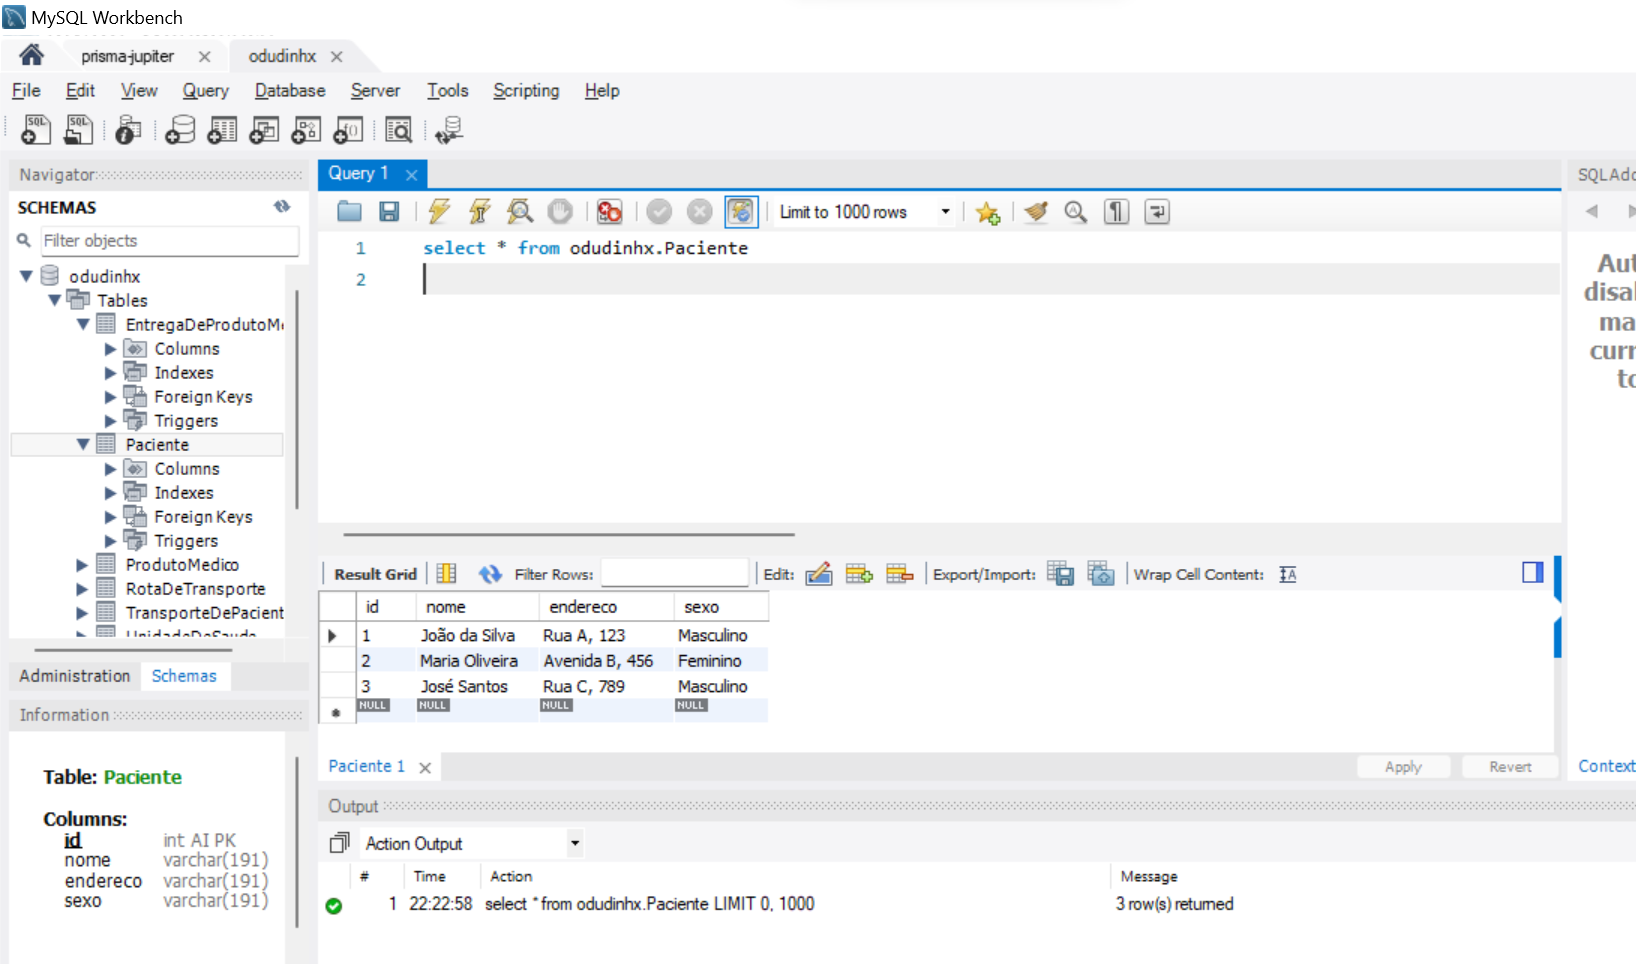 MySQL Workbench
prisma-jupiter
odudinhx
File Edit View Query Database Server Tools Scripting Help
Navigator
SCHEMAS
Filter objects
odudinhx
Tables
EntregaDeProdutoM
Columns
Indexes
Foreign Keys
Triggers
Paciente
Columns
Indexes
Foreign Keys
Triggers
ProdutoMedico
RotaDeTransporte
TransporteDePacient
UnidadeDeSaude
Administration Schemas
Information
Table: Paciente
Columns:
id int AI PK
nome varchar(191)
endereco varchar(191)
sexo varchar(191)
Query 1
Limit to 1000 rows
1 select * from odudinhx.Paciente
2
Result Grid Filter Rows: Edit: Export/Import: Wrap Cell Content:
id nome endereco sexo
1 João da Silva Rua A, 123 Masculino
2 Maria Oliveira Avenida B, 456 Feminino
3 José Santos Rua C, 789 Masculino
NULL NULL NULL NULL
Paciente 1
Apply Revert
Output
Action Output
# Time Action Message
1 22:22:58 select * from odudinhx.Paciente LIMIT 0, 1000 3 row(s) returned
SQLAdd
Aut
disal
ma
curr
to
Context